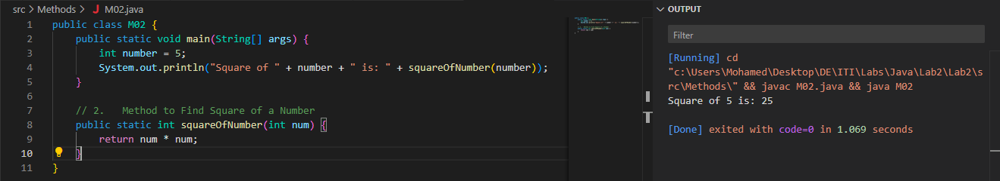 src > Methods > J M02.java
1 public class M02 {
2     public static void main(String[] args) {
3         int number = 5;
4         System.out.println("Square of " + number + " is: " + squareOfNumber(number));
5     }
6
7     // 2.   Method to Find Square of a Number
8     public static int squareOfNumber(int num) {
9         return num * num;
10     }
11 }
OUTPUT
Filter
[Running] cd
"c:\Users\Mohamed\Desktop\DE\ITI\Labs\Java\Lab2\Lab2\s
rc\Methods\" && javac M02.java && java M02
Square of 5 is: 25
[Done] exited with code=0 in 1.069 seconds